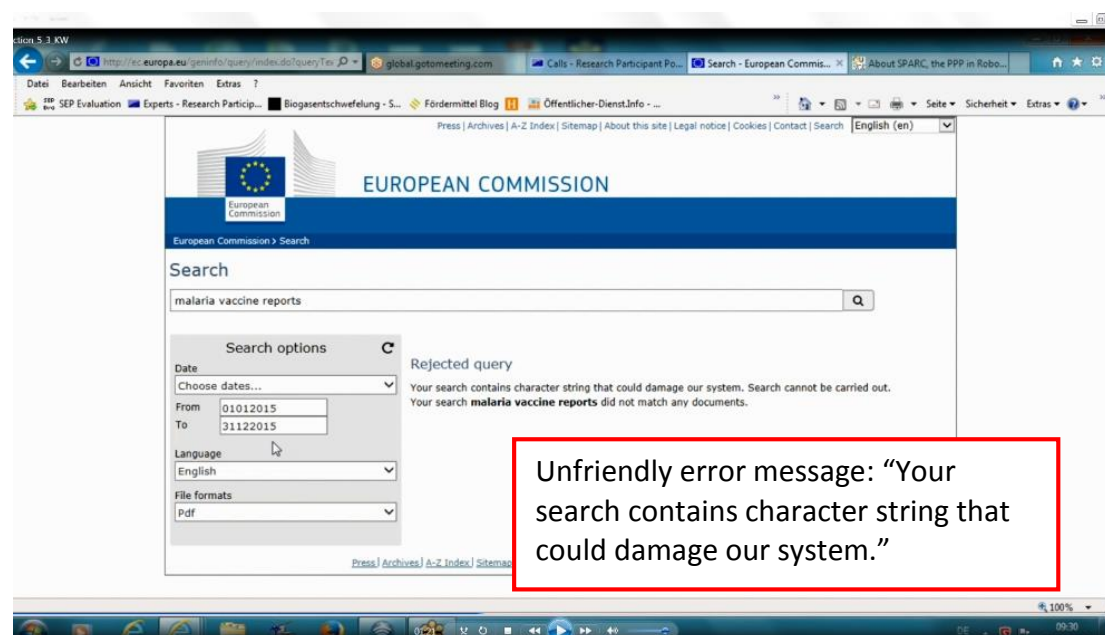 ction 5_3_KW
http://ec.europa.eu/geninfo/query/index.do?queryTex
global.gotomeeting.com
Calls - Research Participant Po...
Search - European Commis...
About SPARC, the PPP in Robo...
Datei Bearbeiten Ansicht Favoriten Extras ?
SEP Evaluation Experts - Research Particip... Biogasentschwefelung - S... Fördermittel Blog Öffentlicher-Dienst.Info - ... Seite Sicherheit Extras
Press | Archives | A-Z Index | Sitemap | About this site | Legal notice | Cookies | Contact | Search English (en)
EUROPEAN COMMISSION
European
Commission
European Commission > Search
Search
malaria vaccine reports
Search options
Date
Choose dates...
From 01012015
To 31122015
Language
English
File formats
Pdf
Rejected query
Your search contains character string that could damage our system. Search cannot be carried out.
Your search malaria vaccine reports did not match any documents.
Unfriendly error message: “Your
search contains character string that
could damage our system.”
Press | Archives | A-Z Index | Sitemap
100%
09:30